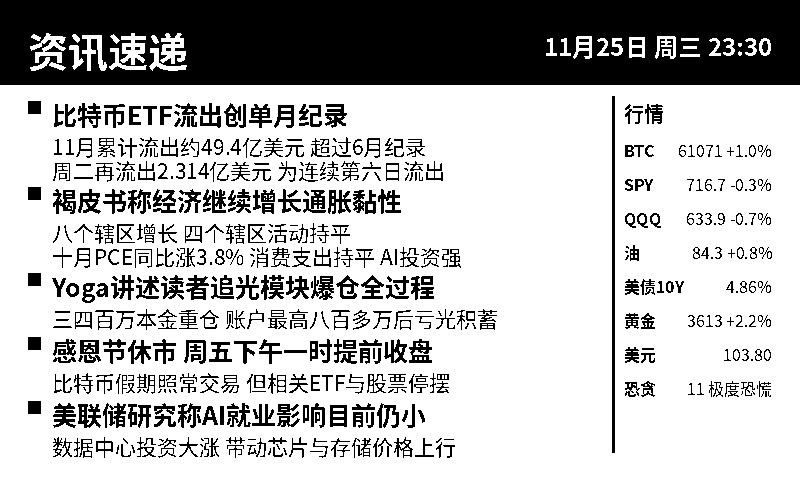 资讯速递
11月25日 周三 23:30
比特币ETF流出创单月纪录
11月累计流出约49.4亿美元 超过6月纪录
周二再流出2.314亿美元 为连续第六日流出
褐皮书称经济继续增长通胀黏性
八个辖区增长 四个辖区活动持平
十月PCE同比涨3.8% 消费支出持平 AI投资强
Yoga讲述读者追光模块爆仓全过程
三四百万本金重仓 账户最高八百多万后亏光积蓄
感恩节休市 周五下午一时提前收盘
比特币假期照常交易 但相关ETF与股票停摆
美联储研究称AI就业影响目前仍小
数据中心投资大涨 带动芯片与存储价格上行
行情
BTC 61071 +1.0%
SPY 716.7 -0.3%
QQQ 633.9 -0.7%
油 84.3 +0.8%
美债10Y 4.86%
黄金 3613 +2.2%
美元 103.80
恐贪 11 极度恐慌